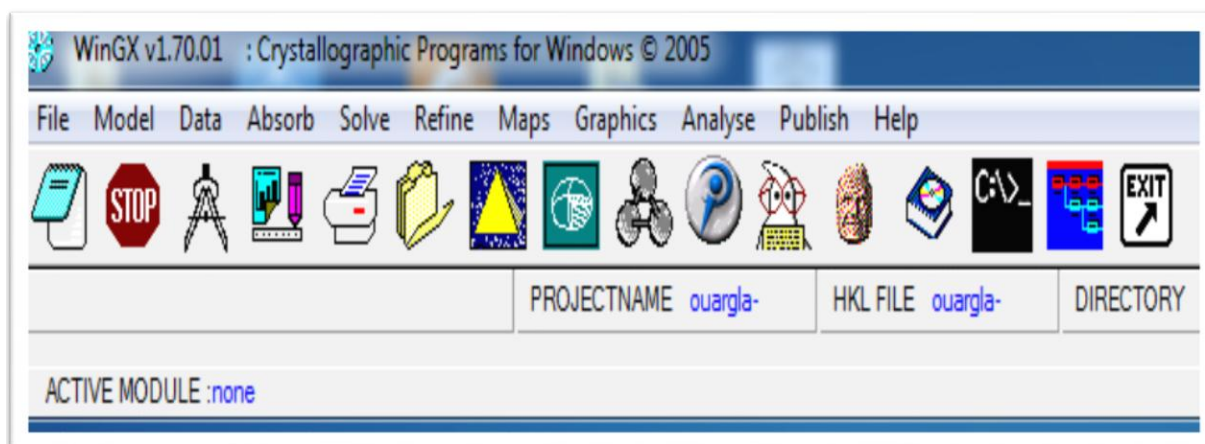 WinGX v1.70.01 : Crystallographic Programs for Windows © 2005
File Model Data Absorb Solve Refine Maps Graphics Analyse Publish Help
STOP C:\>_ EXIT
PROJECTNAME ouargla- HKL FILE ouargla- DIRECTORY
ACTIVE MODULE :none